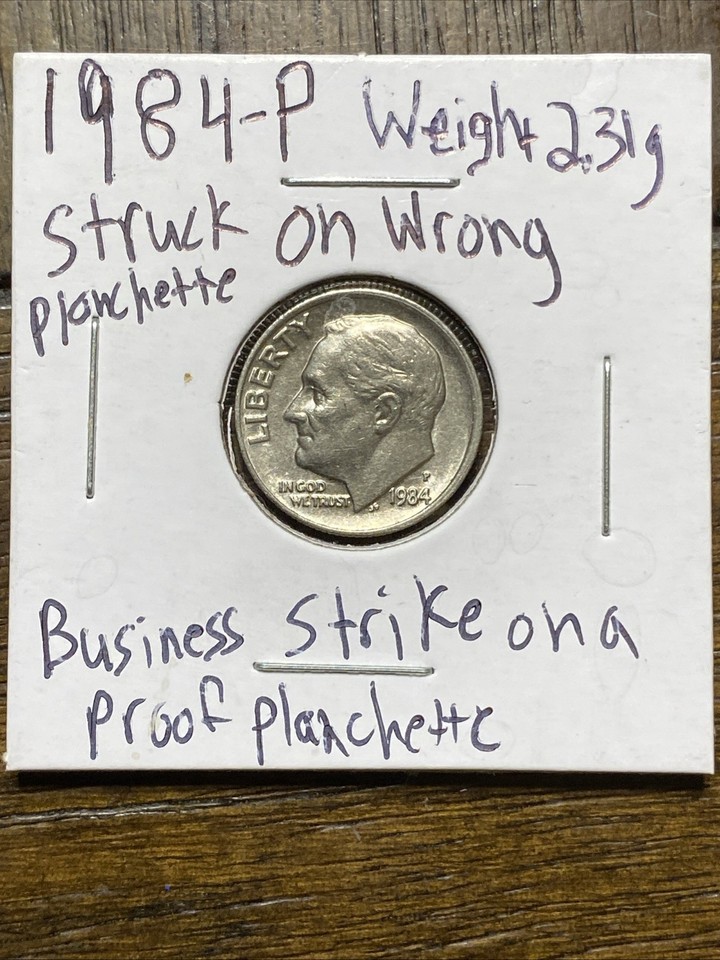 1984-P Weight 2.31g
Struck on Wrong
planchette
LIBERTY
IN GOD
WE TRUST
P
1984
JS
Business Strike on a
proof planchette